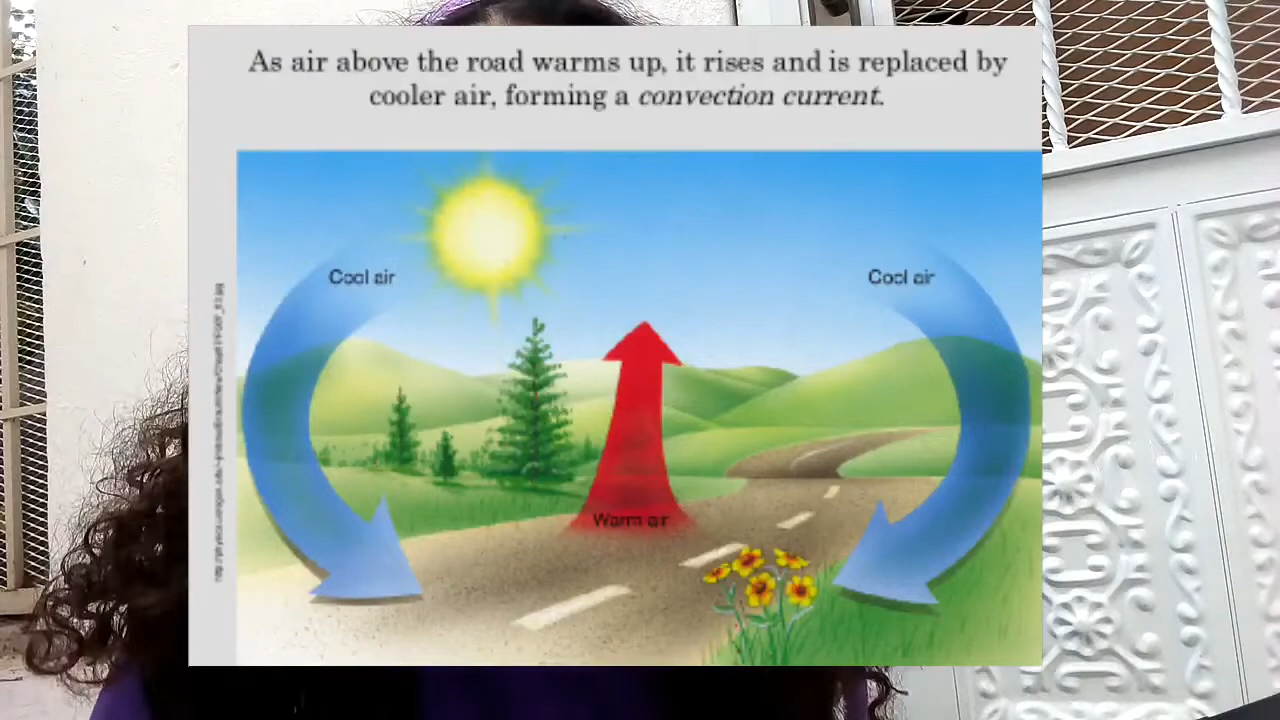 As air above the road warms up, it rises and is replaced by
cooler air, forming a convection current.
Cool air
Cool air
Warm air